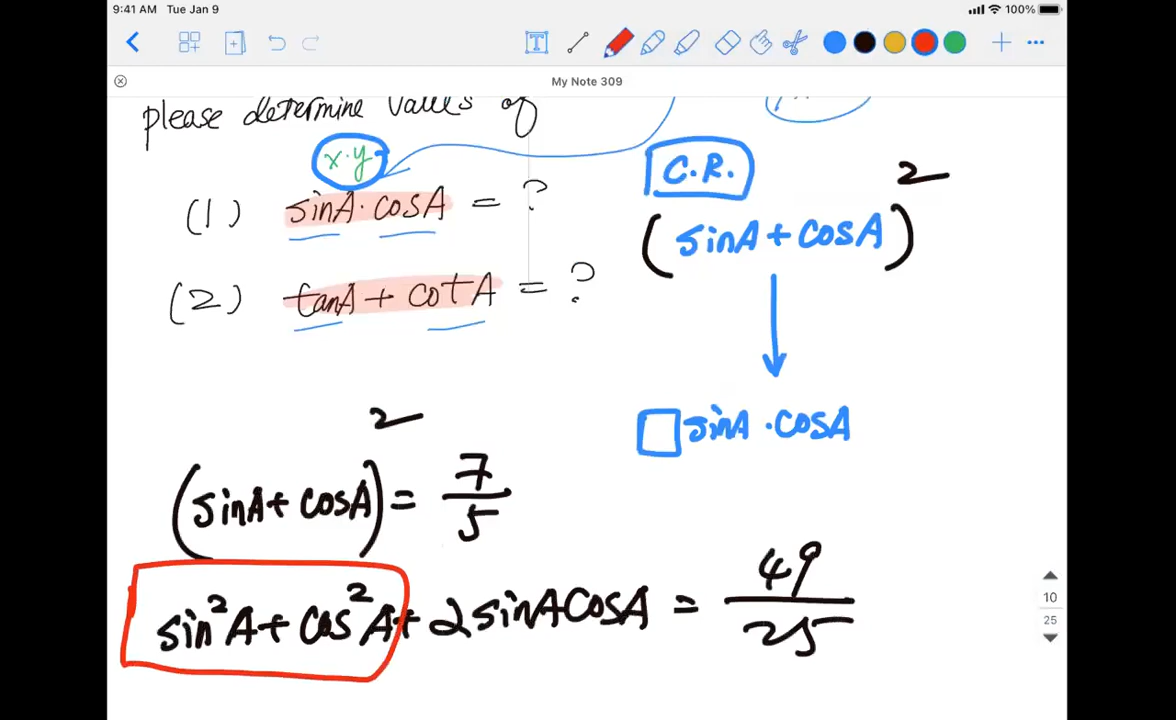 9:41 AM Tue Jan 9
100%
My Note 309
please determine values of
x·y
(1) sinA·cosA = ?
(2) tanA + cotA = ?
C.R.
(sinA + cosA)²
□ sinA·cosA
(sinA + cosA)² = 7/5
sin²A + cos²A + 2sinAcosA = 49/25
10
25